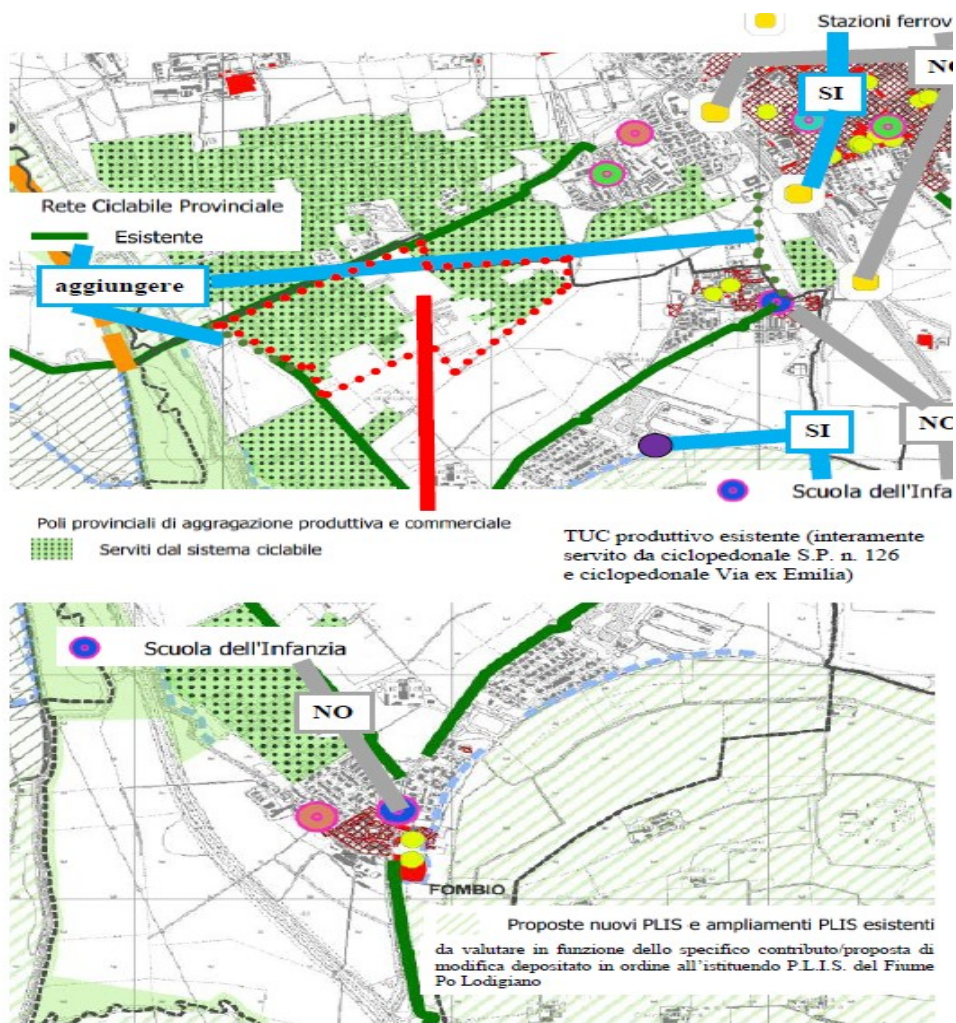 Stazioni ferrov
NO
SI
Rete Ciclabile Provinciale
Esistente
aggiungere
SI
NO
Scuola dell'Infa
Poli provinciali di aggragazione produttiva e commerciale
Serviti dal sistema ciclabile
TUC produttivo esistente (interamente
servito da ciclopedonale S.P. n. 126
e ciclopedonale Via ex Emilia)
Scuola dell'Infanzia
NO
FOMBIO
Proposte nuovi PLIS e ampliamenti PLIS esistenti
da valutare in funzione dello specifico contributo/proposta di
modifica depositato in ordine all'istituendo P.L.I.S. del Fiume
Po Lodigiano